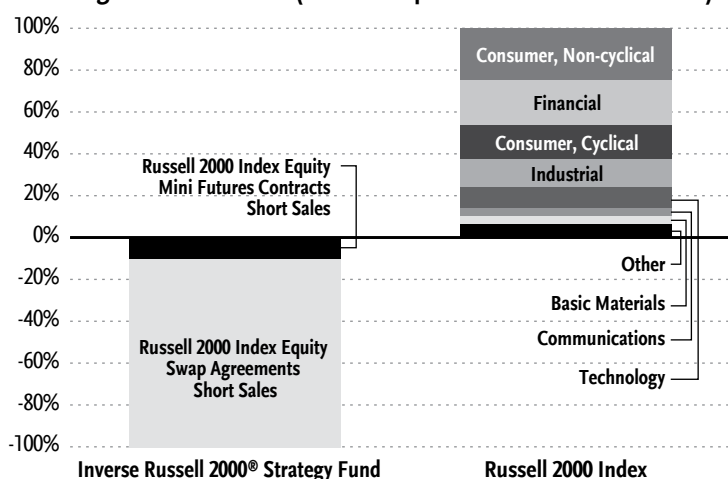 100%
80%
60%
40%
20%
0%
-20%
-40%
-60%
-80%
-100%
Russell 2000 Index Equity
Mini Futures Contracts
Short Sales
Russell 2000 Index Equity
Swap Agreements
Short Sales
Consumer, Non-cyclical
Financial
Consumer, Cyclical
Industrial
Other
Basic Materials
Communications
Technology
Inverse Russell 2000® Strategy Fund
Russell 2000 Index